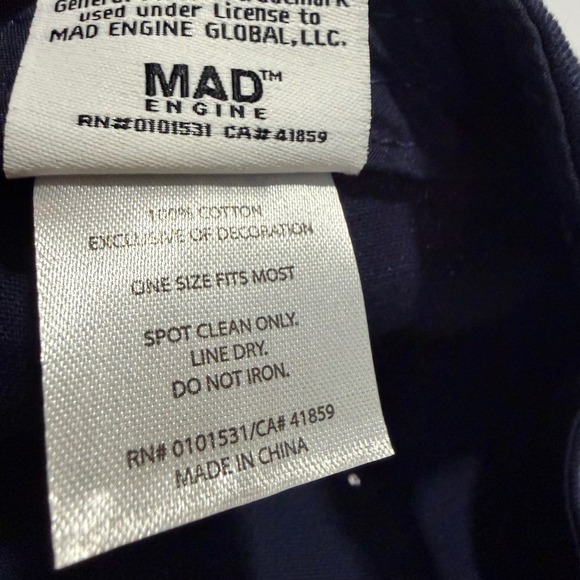 used under License to
MAD ENGINE GLOBAL, LLC.
MAD™
ENGINE
RN#0101531 CA# 41859
100% COTTON
EXCLUSIVE OF DECORATION
ONE SIZE FITS MOST
SPOT CLEAN ONLY.
LINE DRY.
DO NOT IRON.
RN# 0101531/CA# 41859
MADE IN CHINA